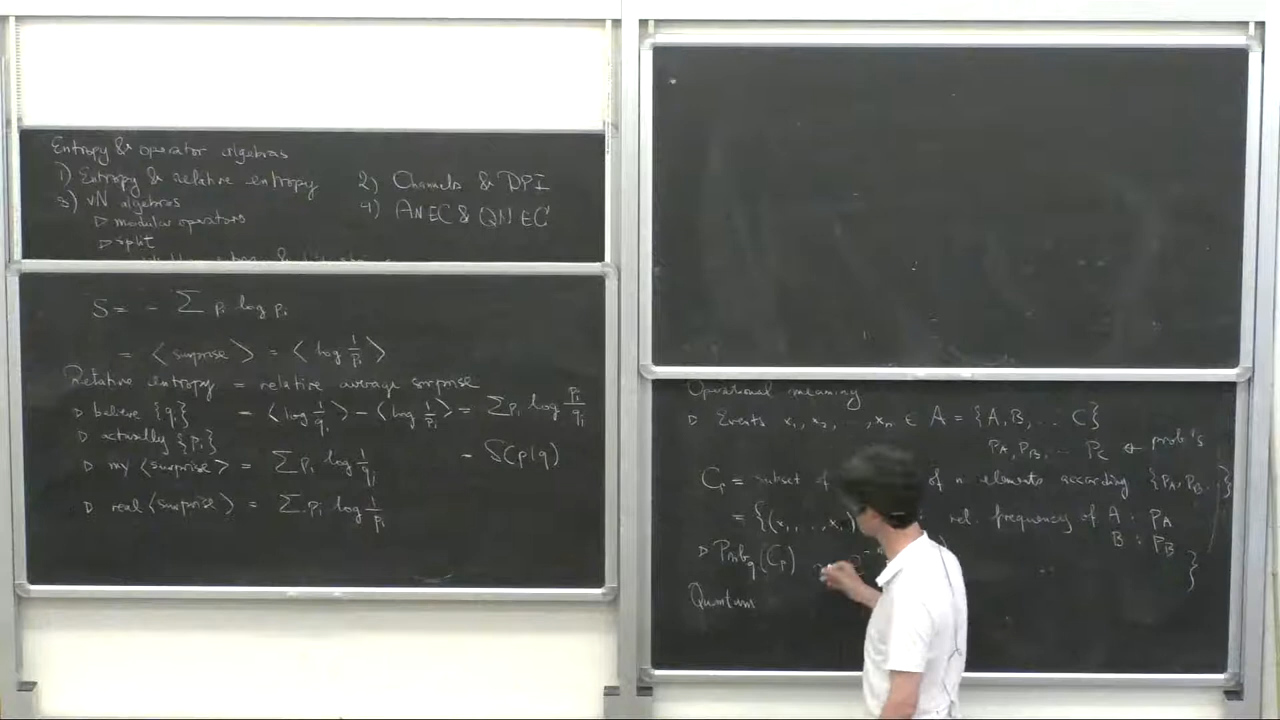 Entropy & operator algebras
1) Entropy & relative entropy 2) Channels & DPI
3) vN algebras 4) ANEC & QNEC
▷ modular operators
▷ split
S = - Σ pᵢ log pᵢ
= ⟨surprise⟩ = ⟨log 1/pᵢ⟩
Relative entropy = relative average surprise
▷ believe {qᵢ} = ⟨log 1/qᵢ⟩ - ⟨log 1/pᵢ⟩ = Σ pᵢ log pᵢ/qᵢ
▷ actually {pᵢ}
▷ my ⟨surprise⟩ = Σ pᵢ log 1/qᵢ = S(p|q)
▷ real ⟨surprise⟩ = Σ pᵢ log 1/pᵢ
Operational meaning
▷ Events x₁, x₂, ..., xₙ ∈ A = {A, B, ... C}
p_A, p_B, ... p_C ← prob's
Cₚ = subset of of n elements according {p_A, p_B ..}
= {(x₁, ..., xₙ) rel. frequency of A : p_A
B : p_B
}
▷ Prob_q (Cₚ)
Quantum